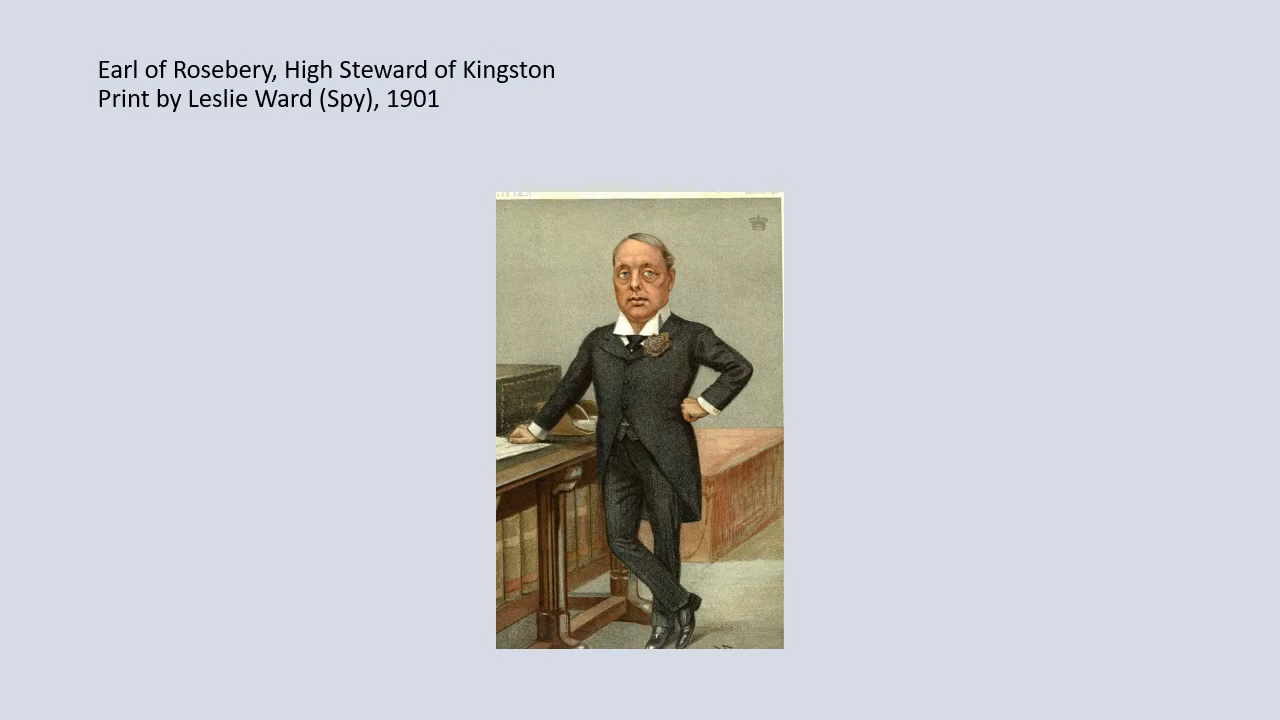 Earl of Rosebery, High Steward of Kingston
Print by Leslie Ward (Spy), 1901